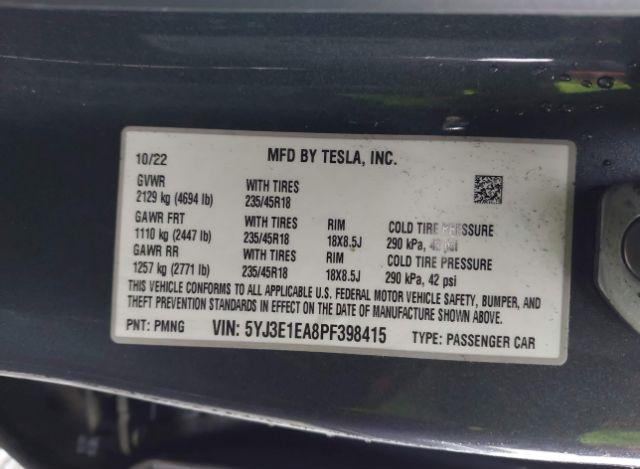 10/22 MFD BY TESLA, INC.
GVWR WITH TIRES
2129 kg (4694 lb) 235/45R18
GAWR FRT WITH TIRES RIM COLD TIRE PRESSURE
1110 kg (2447 lb) 235/45R18 18X8.5J 290 kPa, 42 psi
GAWR RR WITH TIRES RIM COLD TIRE PRESSURE
1257 kg (2771 lb) 235/45R18 18X8.5J 290 kPa, 42 psi
THIS VEHICLE CONFORMS TO ALL APPLICABLE U.S. FEDERAL MOTOR VEHICLE SAFETY, BUMPER, AND
THEFT PREVENTION STANDARDS IN EFFECT ON THE DATE OF MANUFACTURE SHOWN ABOVE.
PNT: PMNG VIN: 5YJ3E1EA8PF398415 TYPE: PASSENGER CAR